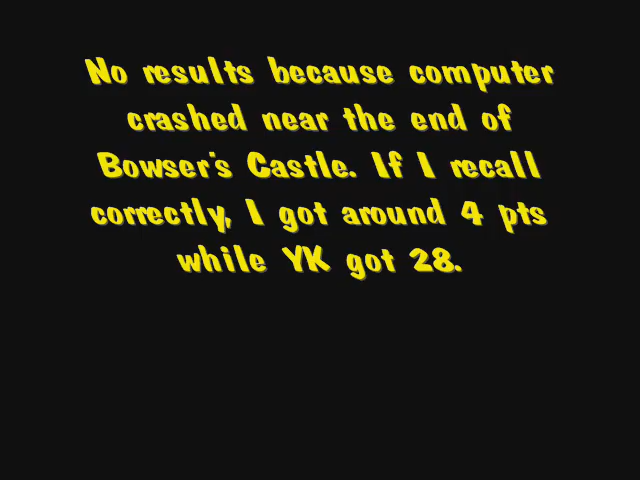 No results because computer
crashed near the end of
Bowser's Castle. If I recall
correctly, I got around 4 pts
while YK got 28.